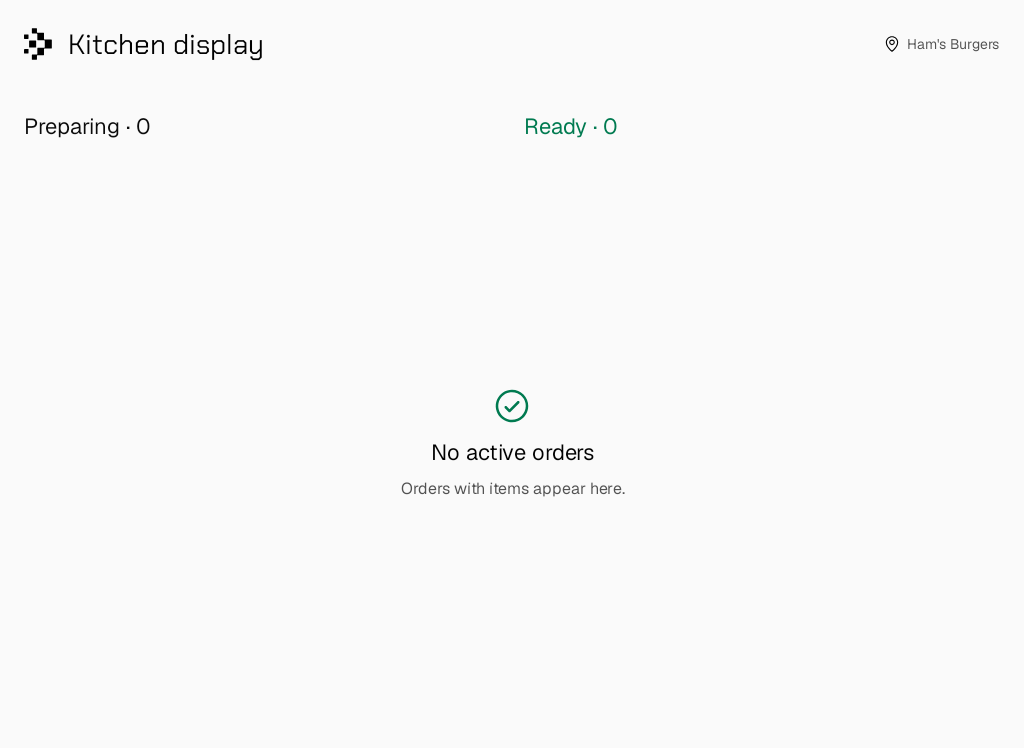 Kitchen display
Ham's Burgers
Preparing · 0
Ready · 0
No active orders
Orders with items appear here.